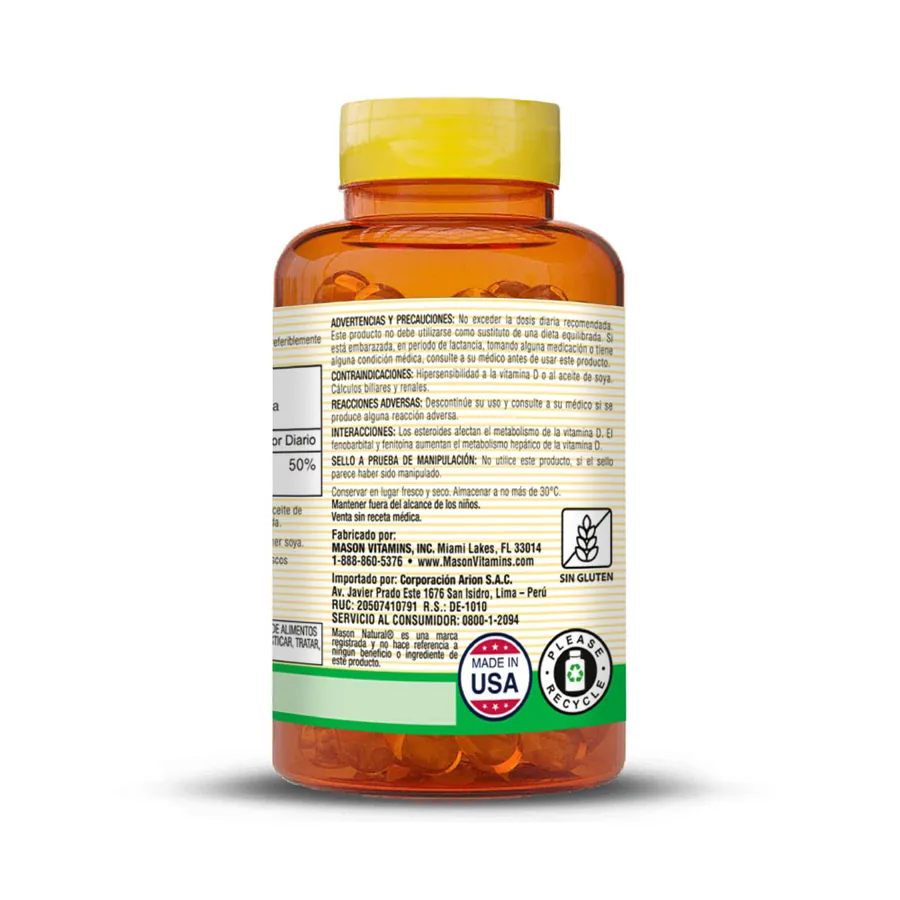 eferiblemente
a
or Diario
50%
ceite de
da.
ner soya.
scos
DE ALIMENTOS
STICAR, TRATAR,
ADVERTENCIAS Y PRECAUCIONES: No exceder la dosis diaria recomendada.
Este producto no debe utilizarse como sustituto de una dieta equilibrada. Si
está embarazada, en periodo de lactancia, tomando alguna medicación o tiene
alguna condición médica, consulte a su médico antes de usar este producto.
CONTRAINDICACIONES: Hipersensibilidad a la vitamina D o al aceite de soya.
Cálculos biliares y renales.
REACCIONES ADVERSAS: Descontinúe su uso y consulte a su médico si se
produce alguna reacción adversa.
INTERACCIONES: Los esteroides afectan el metabolismo de la vitamina D. El
fenobarbital y fenitoína aumentan el metabolismo hepático de la vitamina D.
SELLO A PRUEBA DE MANIPULACIÓN: No utilice este producto, si el sello
parece haber sido manipulado.
Conservar en lugar fresco y seco. Almacenar a no más de 30°C.
Mantener fuera del alcance de los niños.
Venta sin receta médica.
Fabricado por:
MASON VITAMINS, INC. Miami Lakes, FL 33014
1-888-860-5376 • www.MasonVitamins.com
Importado por: Corporación Arion S.A.C.
Av. Javier Prado Este 1676 San Isidro, Lima – Perú
RUC: 20507410791 R.S.: DE-1010
SERVICIO AL CONSUMIDOR: 0800-1-2094
Mason Natural® es una marca
registrada y no hace referencia a
ningún beneficio o ingrediente de
este producto.
SIN GLUTEN
MADE IN
USA
PLEASE
RECYCLE